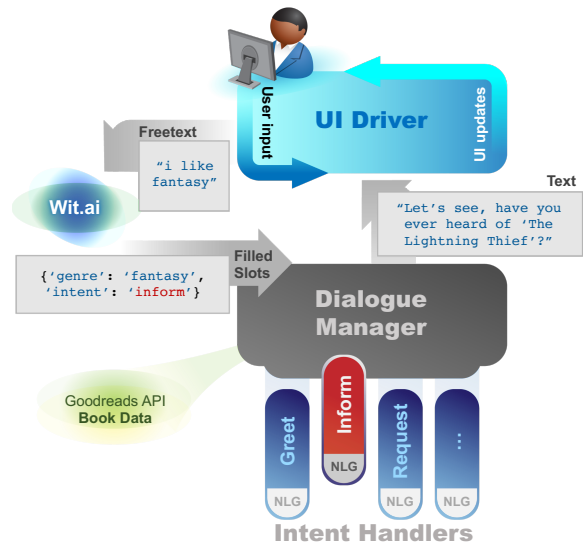 User input
UI Driver
UI updates
Freetext
"i like
fantasy"
Wit.ai
Text
"Let's see, have you
ever heard of 'The
Lightning Thief'?"
Filled
Slots
{'genre': 'fantasy',
'intent': 'inform'}
Dialogue
Manager
Goodreads API
Book Data
Greet
NLG
Inform
NLG
Request
NLG
...
NLG
Intent Handlers